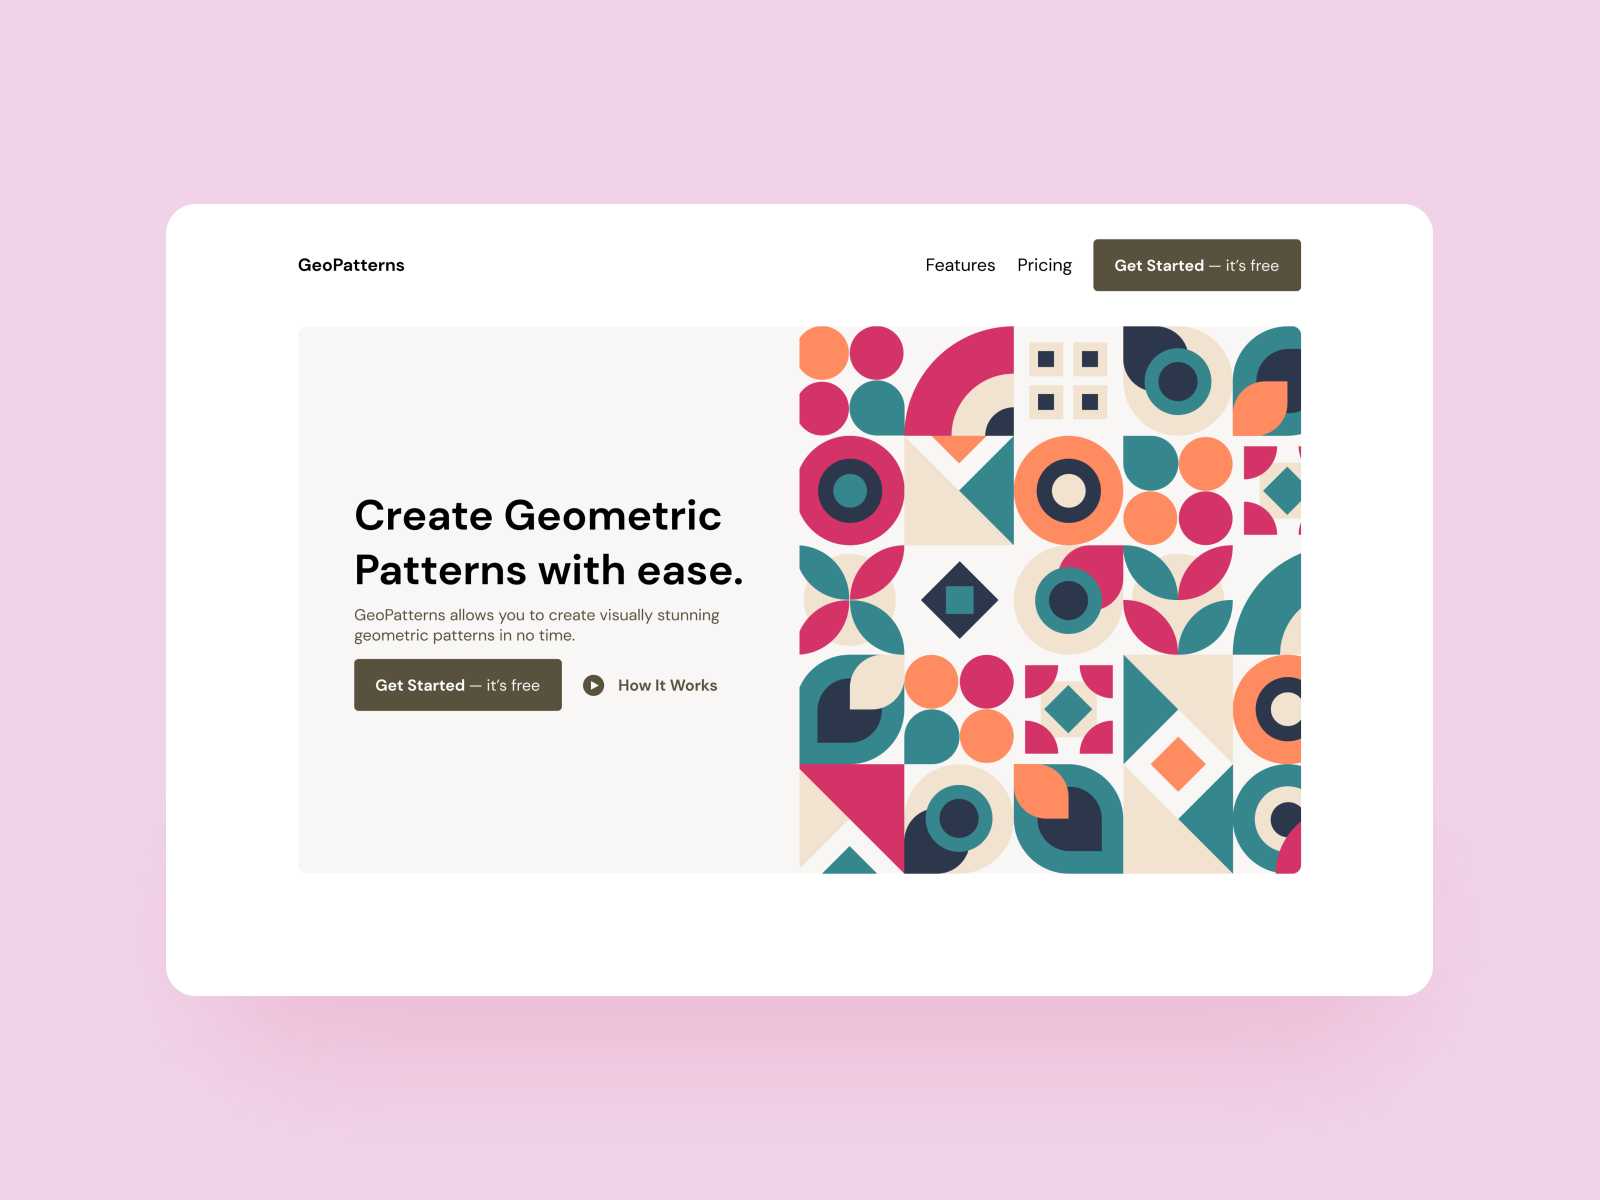 GeoPatterns
Features
Pricing
Get Started — it’s free
Create Geometric
Patterns with ease.
GeoPatterns allows you to create visually stunning
geometric patterns in no time.
Get Started — it’s free
How It Works